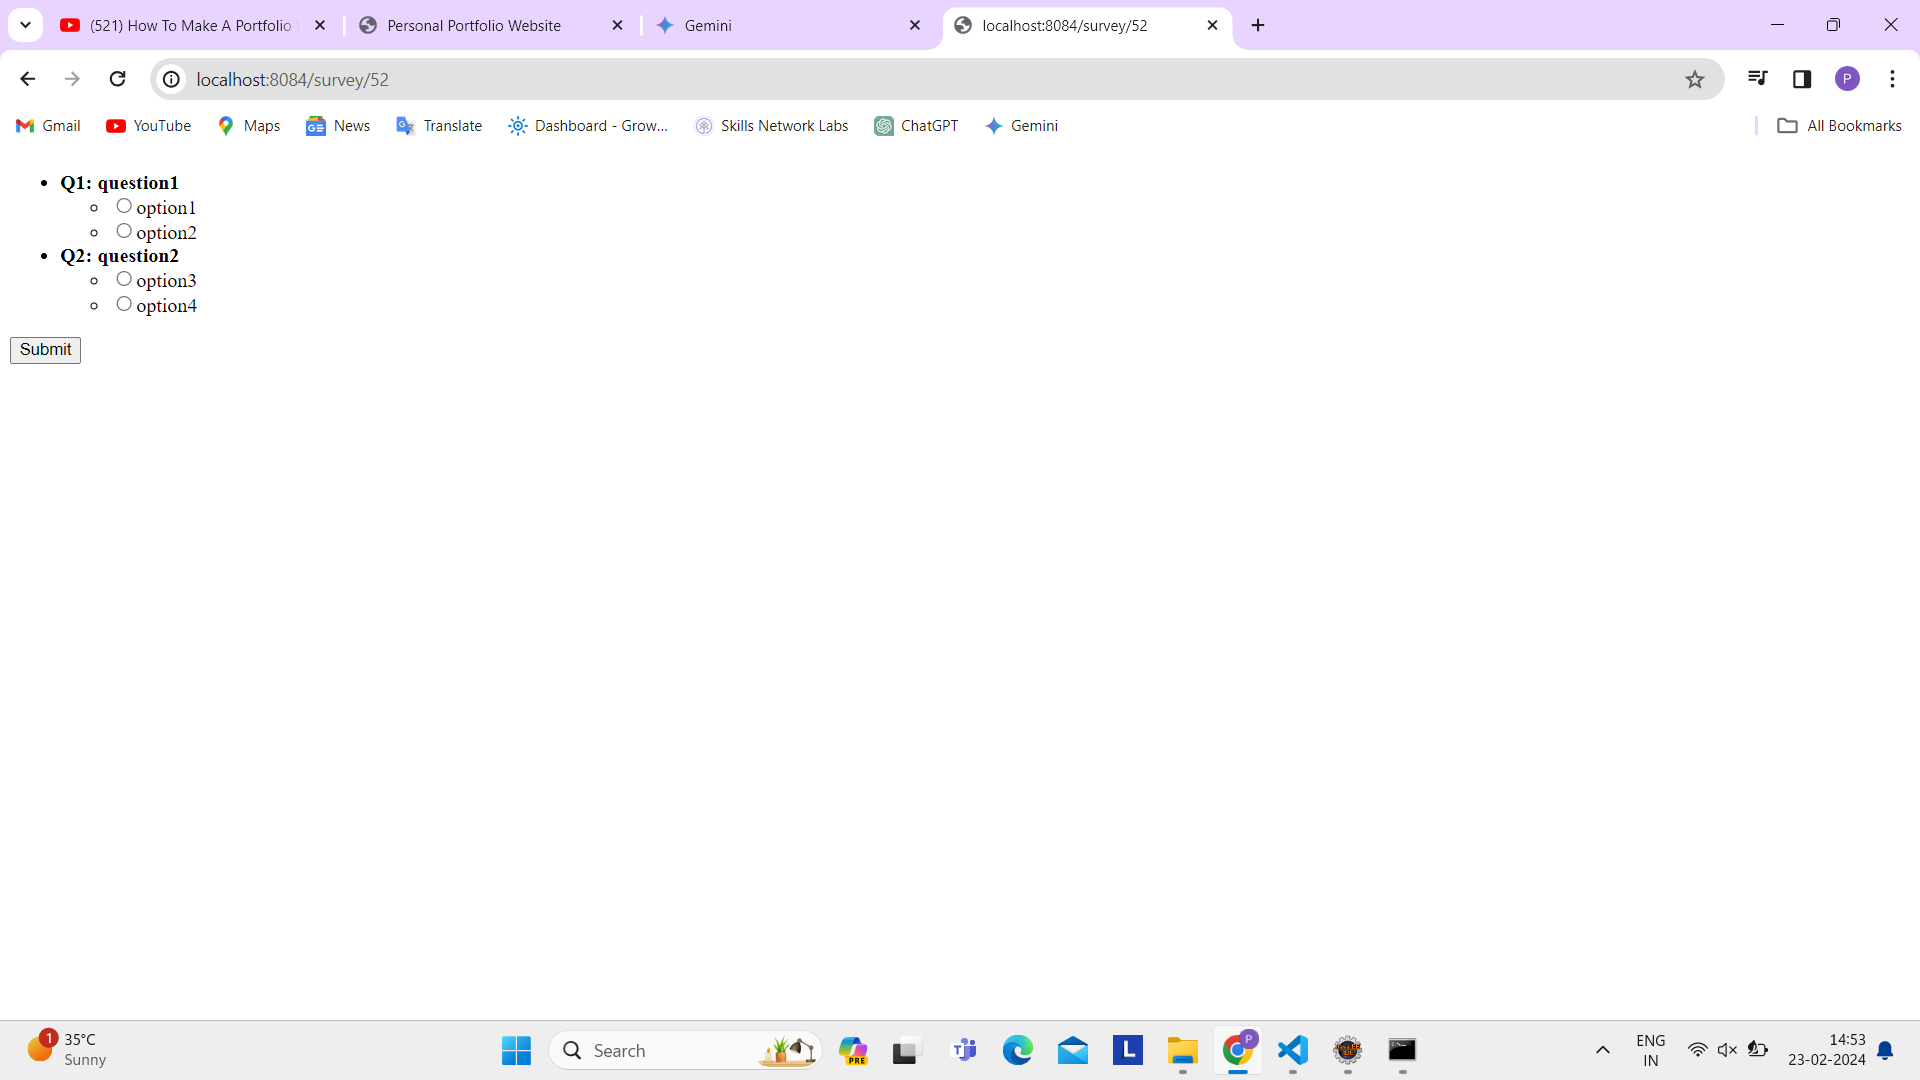 (521) How To Make A Portfolio
Personal Portfolio Website
Gemini
localhost:8084/survey/52
localhost:8084/survey/52
P
Gmail
YouTube
Maps
News
Translate
Dashboard - Grow...
Skills Network Labs
ChatGPT
Gemini
All Bookmarks
Q1: question1
option1
option2
Q2: question2
option3
option4
Submit
1
35°C
Sunny
Search
PRE
L
P
ENG
IN
14:53
23-02-2024